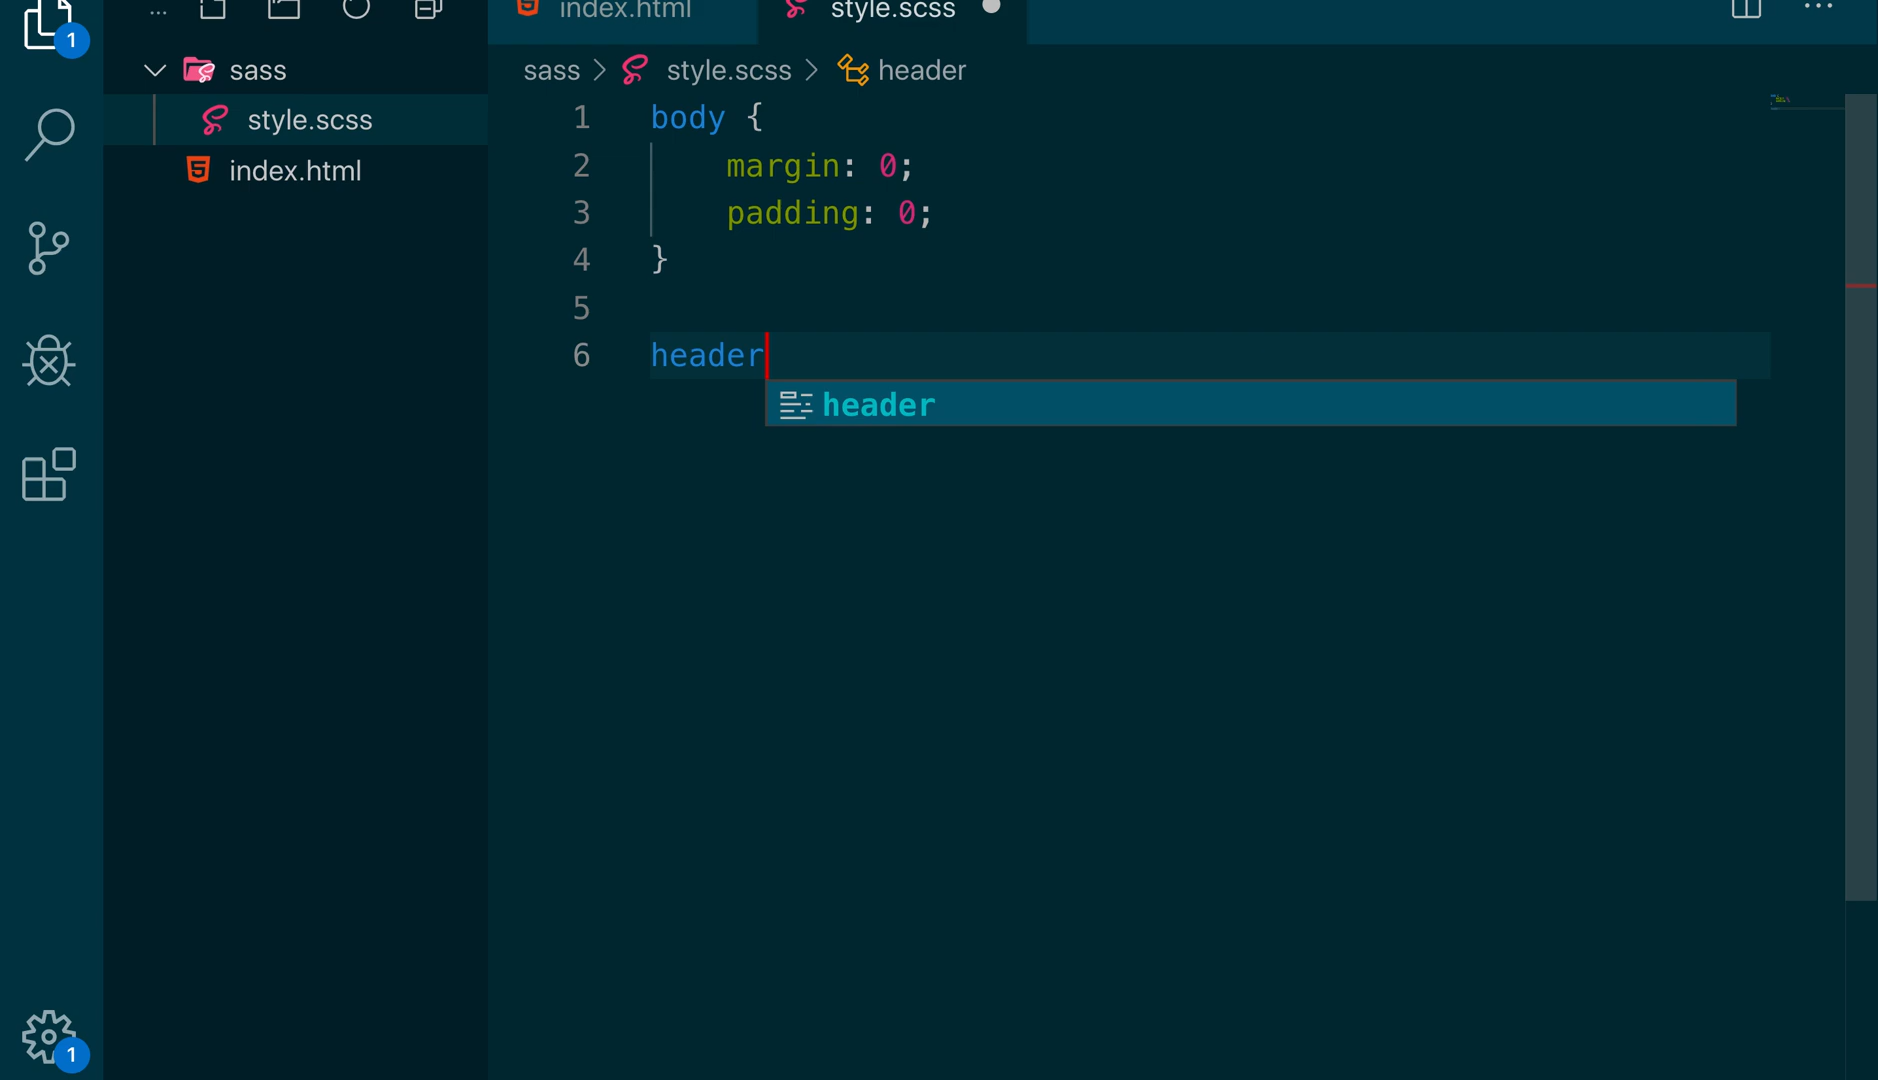 1
...
index.html
style.scss
...
sass
style.scss
index.html
sass > style.scss > header
1 body {
2 margin: 0;
3 padding: 0;
4 }
5
6 header
header
1